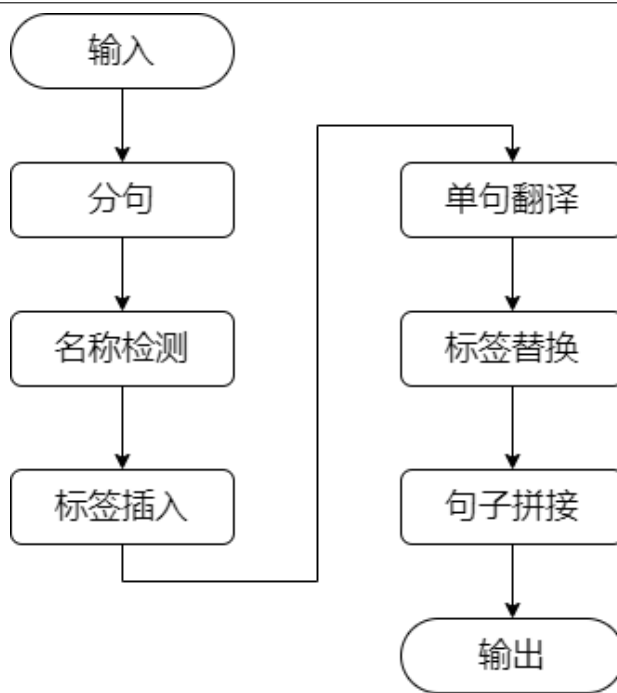 输入
分句
名称检测
标签插入
单句翻译
标签替换
句子拼接
输出